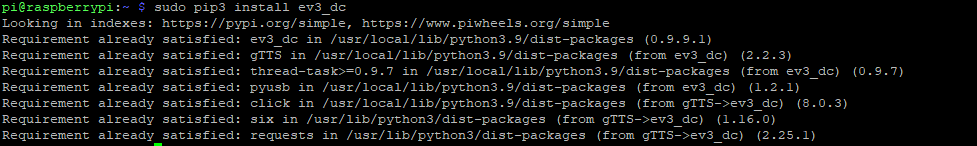 pi@raspberrypi:~ $ sudo pip3 install ev3_dc
Looking in indexes: https://pypi.org/simple, https://www.piwheels.org/simple
Requirement already satisfied: ev3_dc in /usr/local/lib/python3.9/dist-packages (0.9.9.1)
Requirement already satisfied: gTTS in /usr/local/lib/python3.9/dist-packages (from ev3_dc) (2.2.3)
Requirement already satisfied: thread-task>=0.9.7 in /usr/local/lib/python3.9/dist-packages (from ev3_dc) (0.9.7)
Requirement already satisfied: pyusb in /usr/local/lib/python3.9/dist-packages (from ev3_dc) (1.2.1)
Requirement already satisfied: click in /usr/local/lib/python3.9/dist-packages (from gTTS->ev3_dc) (8.0.3)
Requirement already satisfied: six in /usr/lib/python3/dist-packages (from gTTS->ev3_dc) (1.16.0)
Requirement already satisfied: requests in /usr/lib/python3/dist-packages (from gTTS->ev3_dc) (2.25.1)